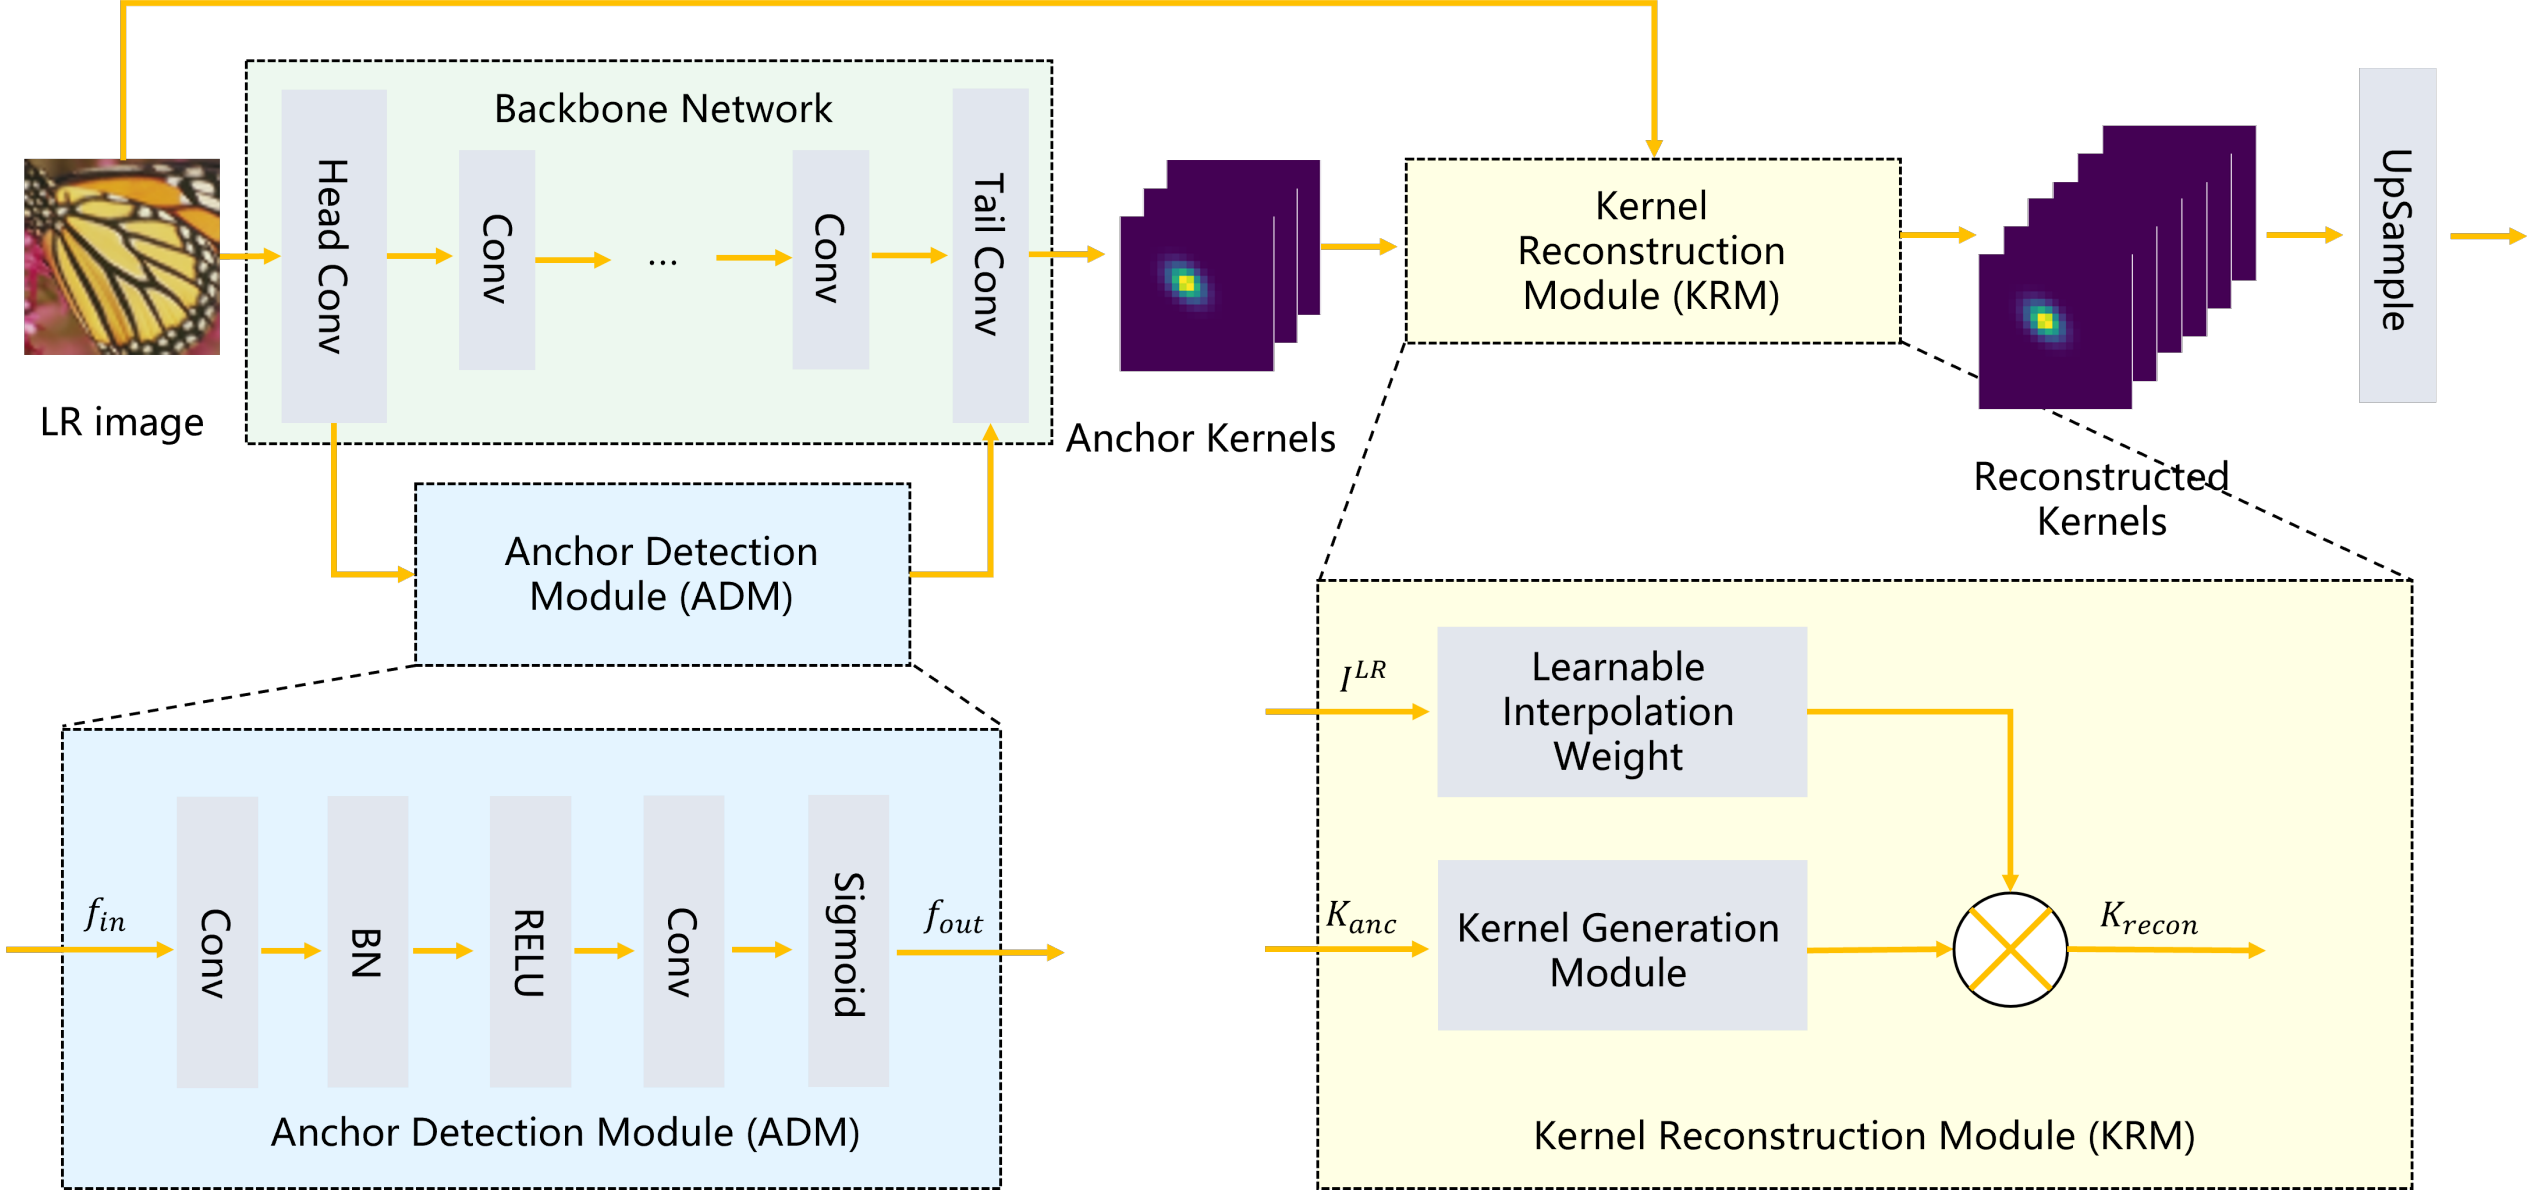 LR image
Backbone Network
Head Conv
Conv
...
Conv
Tail Conv
Anchor Kernels
Kernel
Reconstruction
Module (KRM)
Reconstructed
Kernels
UpSample
Anchor Detection
Module (ADM)
f_in
Conv
BN
RELU
Conv
Sigmoid
f_out
Anchor Detection Module (ADM)
I^LR
Learnable
Interpolation
Weight
K_anc
Kernel Generation
Module
K_recon
Kernel Reconstruction Module (KRM)